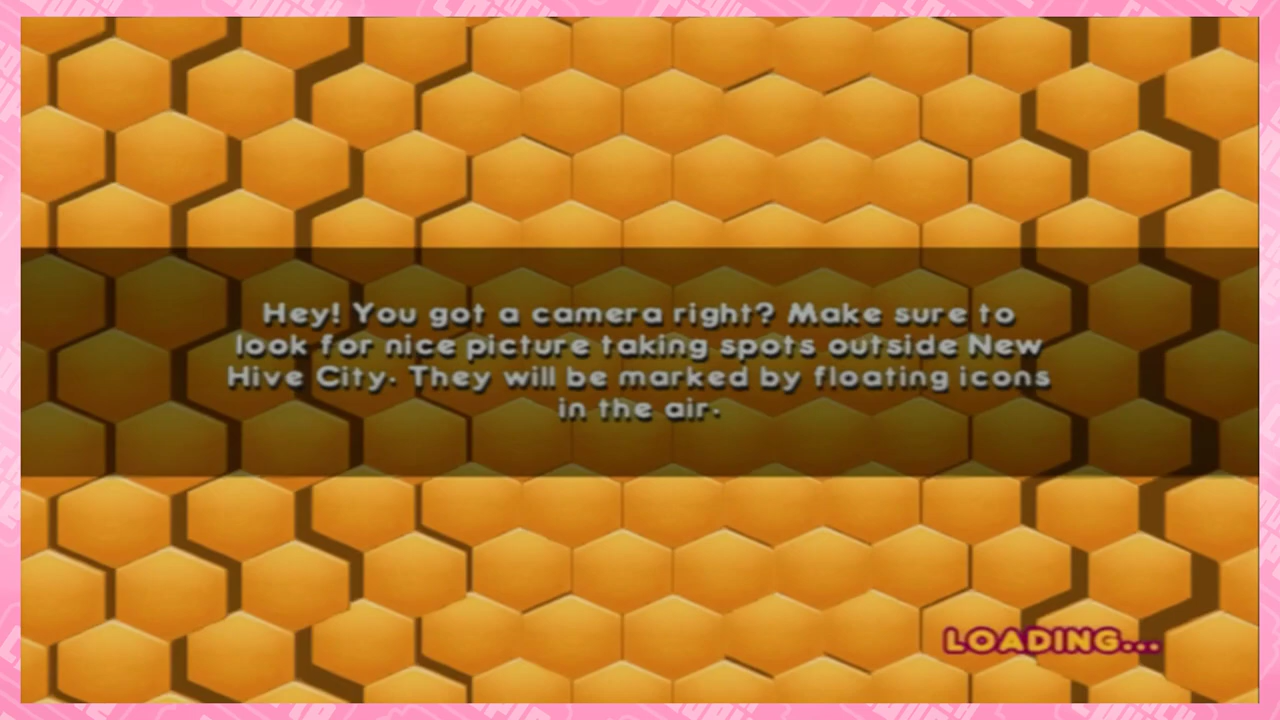 Hey! You got a camera right? Make sure to
look for nice picture taking spots outside New
Hive City. They will be marked by floating icons
in the air.
LOADING...